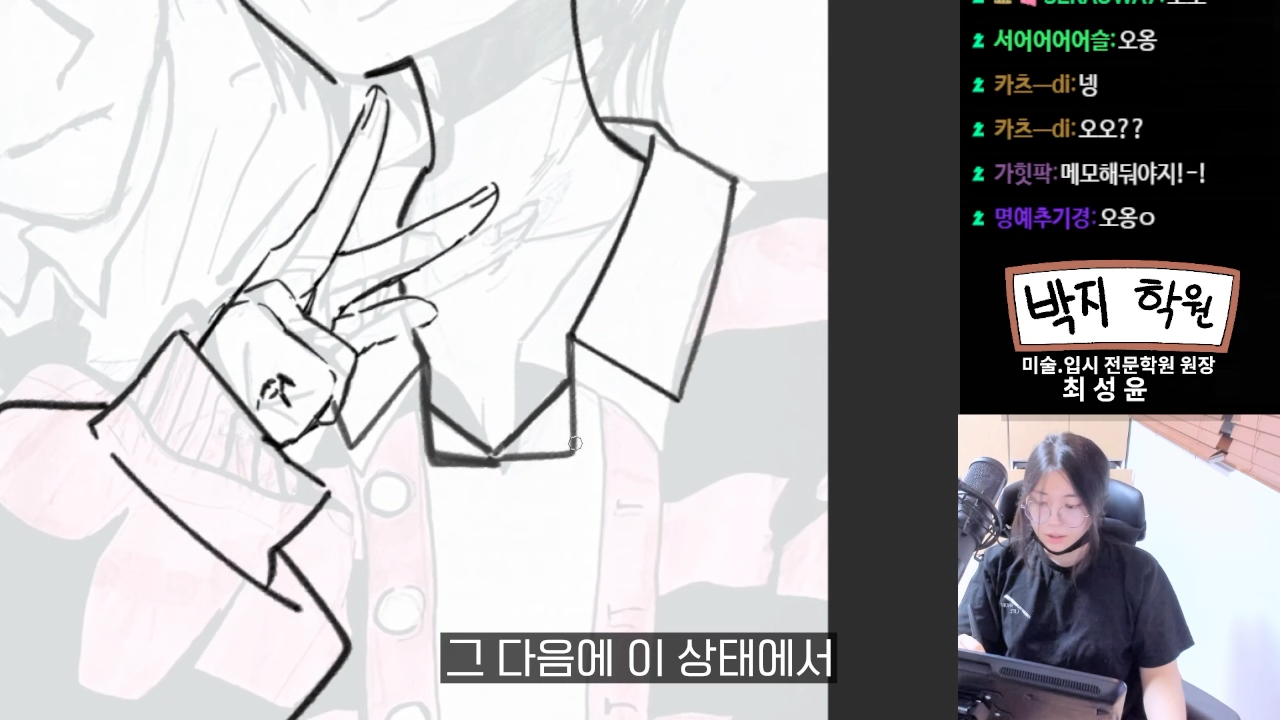 서어어어어슬: 오옹
카츠—di: 넹
카츠—di: 오오??
가힛팍: 메모해둬야지!-!
명예추기경: 오옹ㅇ
박지 학원
미술.입시 전문학원 원장
최성윤
그 다음에 이 상태에서